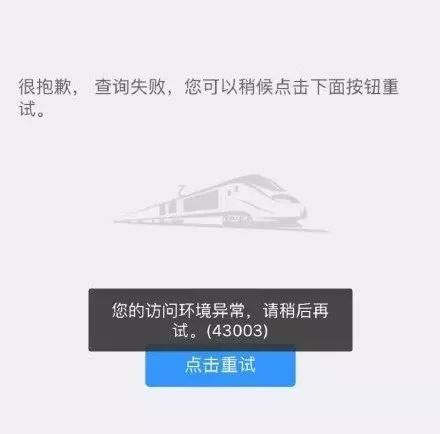 很抱歉， 查询失败，您可以稍候点击下面按钮重
试。
您的访问环境异常，请稍后再
试。(43003)
点击重试